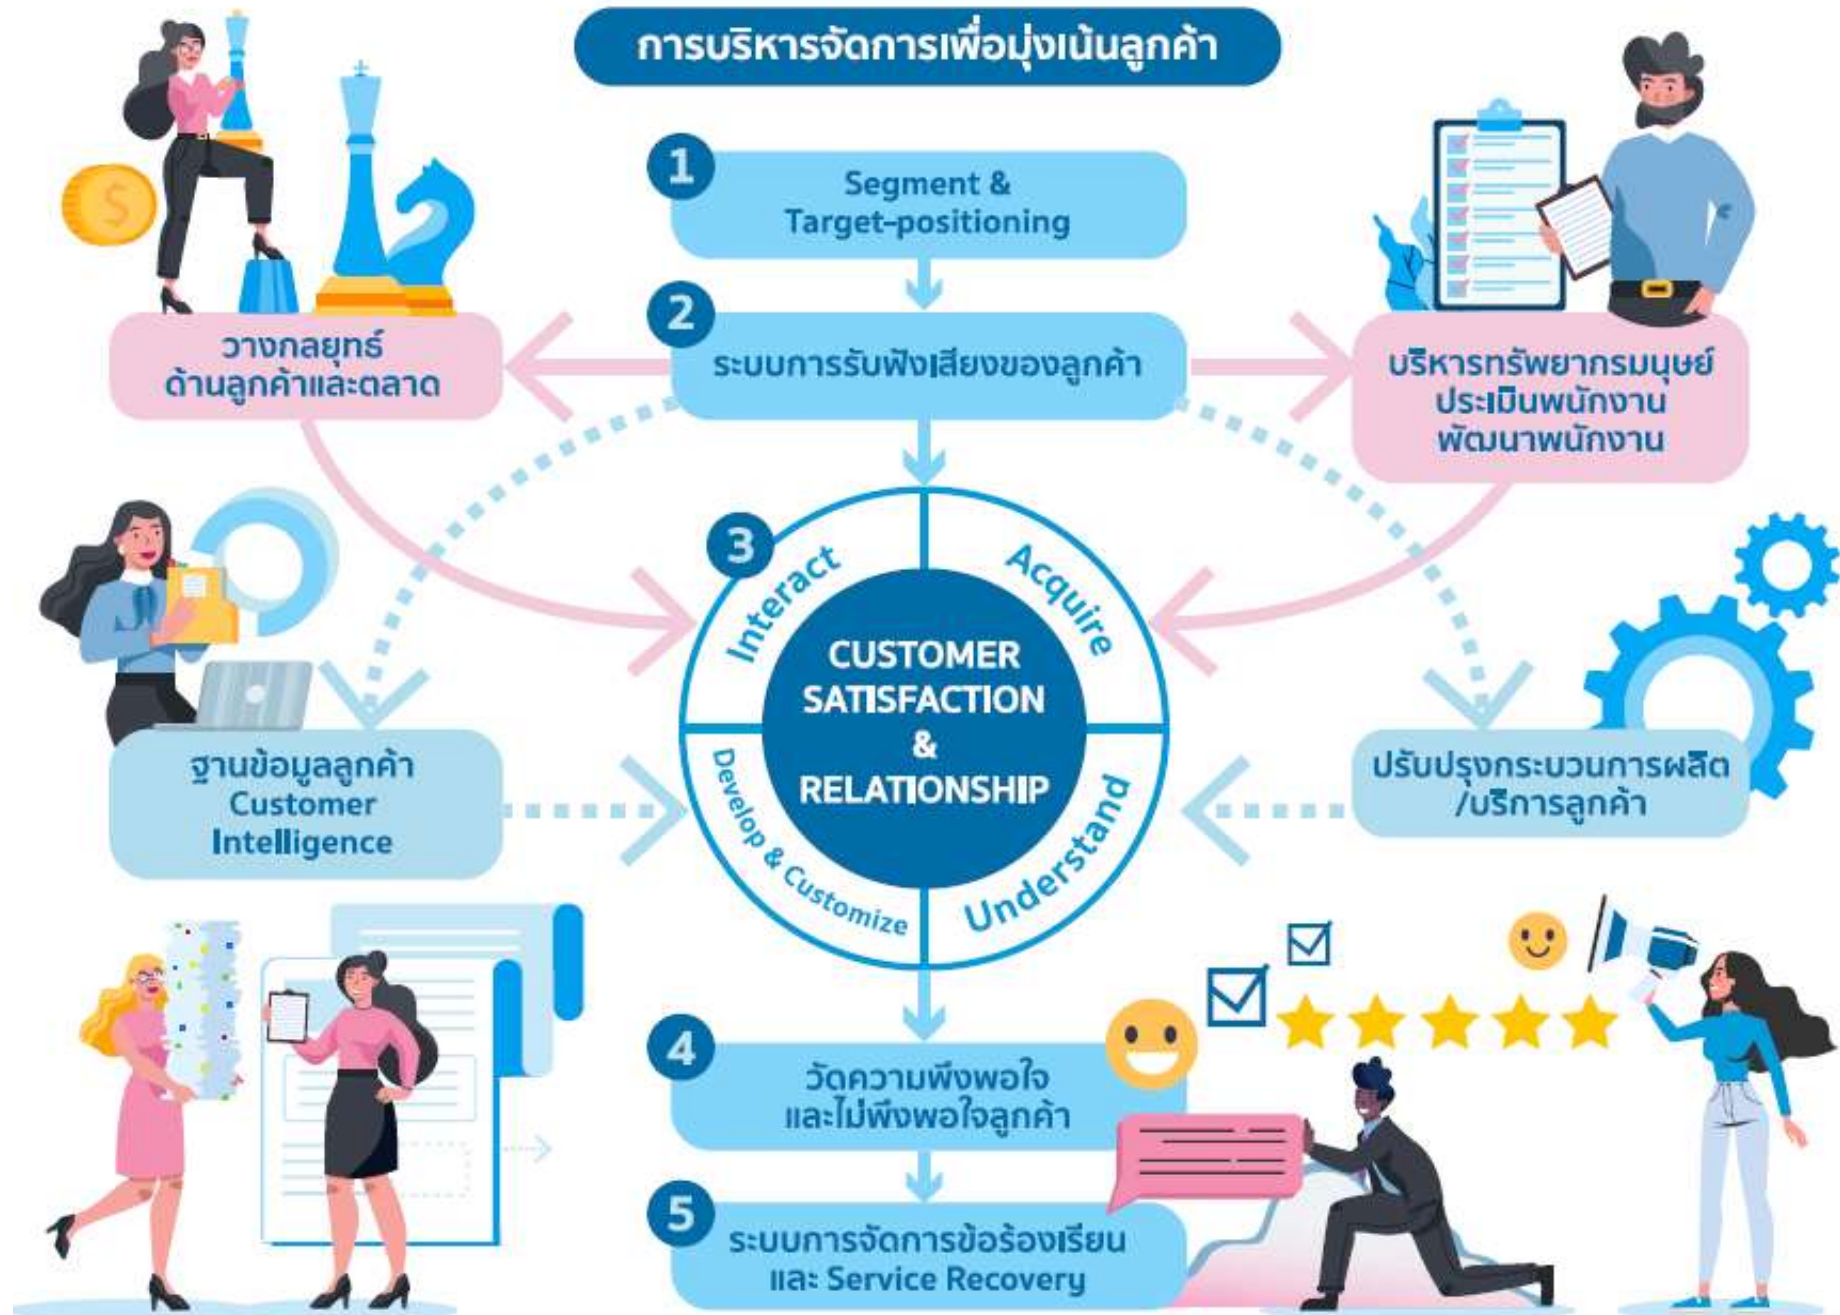 การบริหารจัดการเพื่อมุ่งเน้นลูกค้า
1
Segment &
Target-positioning
2
ระบบการรับฟังเสียงของลูกค้า
วางกลยุทธ์
ด้านลูกค้าและตลาด
บริหารทรัพยากรมนุษย์
ประเมินพนักงาน
พัฒนาพนักงาน
3
Interact
Acquire
CUSTOMER
SATISFACTION
&
RELATIONSHIP
Develop & Customize
Understand
ฐานข้อมูลลูกค้า
Customer
Intelligence
ปรับปรุงกระบวนการผลิต
/บริการลูกค้า
4
วัดความพึงพอใจ
และไม่พึงพอใจลูกค้า
5
ระบบการจัดการข้อร้องเรียน
และ Service Recovery